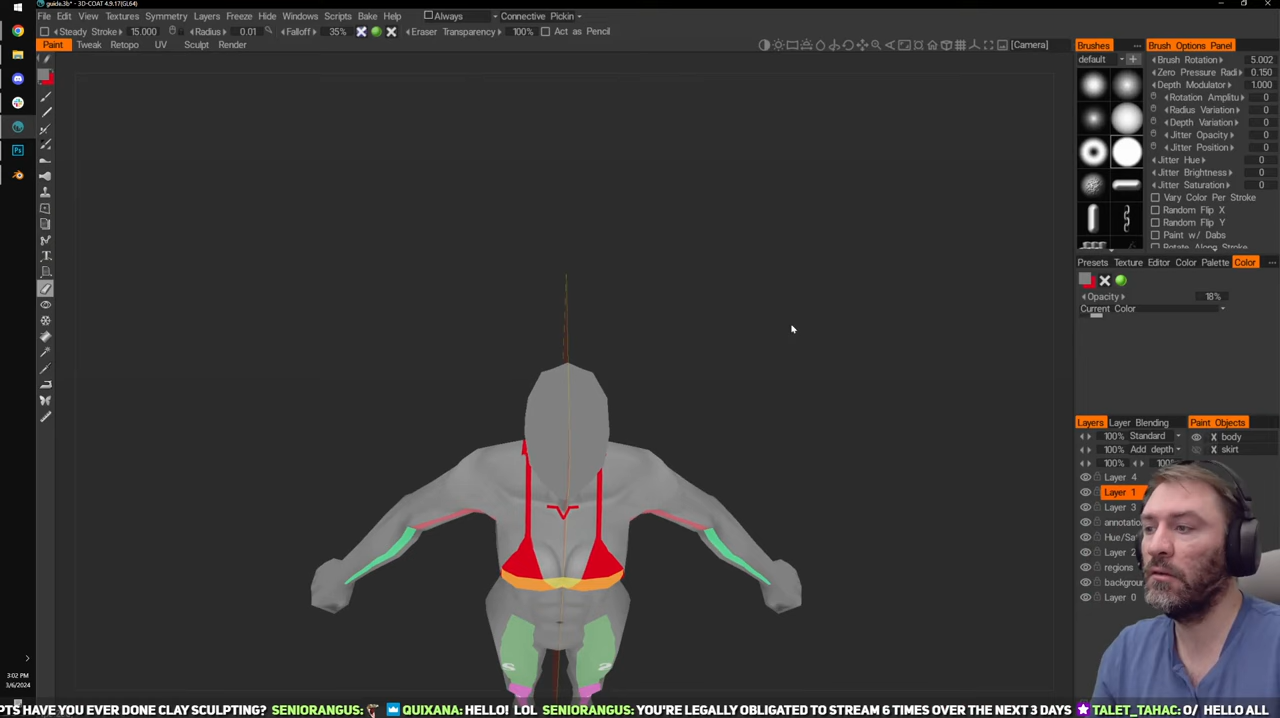 guide.3b* - 3D-COAT 4.9.17(GL64)
File Edit View Textures Symmetry Layers Freeze Hide Windows Scripts Bake Help Always Connective Pickin
Steady Stroke 15.000 Radius 0.01 Falloff 35% Eraser Transparency 100% Act as Pencil
Paint Tweak Retopo UV Sculpt Render
[Camera]
Brushes
default
Brush Options Panel
Brush Rotation 5.002
Zero Pressure Radi 0.150
Depth Modulator 1.000
Rotation Amplitu 0
Radius Variation 0
Depth Variation 0
Jitter Opacity 0
Jitter Position 0
Jitter Hue 0
Jitter Brightness 0
Jitter Saturation 0
Vary Color Per Stroke
Random Flip X
Random Flip Y
Paint w/ Dabs
Rotate Along Stroke
Presets Texture Editor Color Palette Color
Opacity 18%
Current Color
Layers Layer Blending Paint Objects
100% Standard X body
100% Add depth X skirt
100% 100%
Layer 4
Layer 1
Layer 3
annotatio
Hue/Sa
Layer 2
regions
backgrou
Layer 0
3:02 PM
3/6/2024
PTS HAVE YOU EVER DONE CLAY SCULPTING? SENIORANGUS: QUIXANA: HELLO! LOL SENIORANGUS: YOU'RE LEGALLY OBLIGATED TO STREAM 6 TIMES OVER THE NEXT 3 DAYS TALET_TAHAC: O/ HELLO ALL